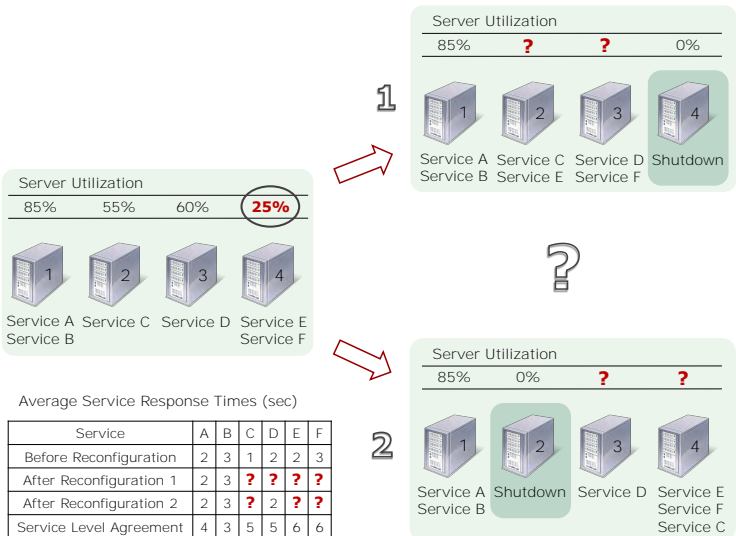 Server Utilization
85% ? ? 0%
1
1 2 3 4
Service A Service C Service D Shutdown
Service B Service E Service F
Server Utilization
85% 55% 60% 25%
1 2 3 4
Service A Service C Service D Service E
Service B Service F
?
Server Utilization
85% 0% ? ?
2
1 2 3 4
Service A Shutdown Service D Service E
Service B Service F
Service C
Average Service Response Times (sec)
Service A B C D E F
Before Reconfiguration 2 3 1 2 2 3
After Reconfiguration 1 2 3 ? ? ? ?
After Reconfiguration 2 2 3 ? 2 ? ?
Service Level Agreement 4 3 5 5 6 6